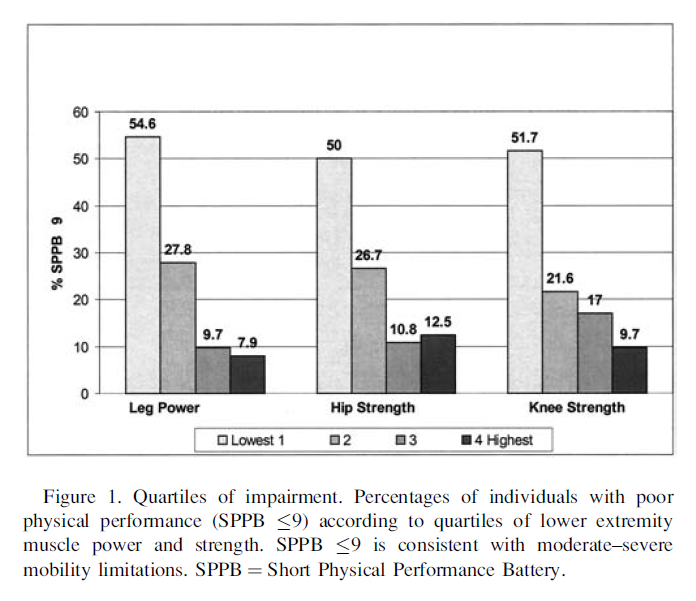 60
50
40
30
20
10
0
% SPPB 9
54.6
27.8
9.7
7.9
50
26.7
10.8
12.5
51.7
21.6
17
9.7
Leg Power
Hip Strength
Knee Strength
Lowest 1
2
3
4 Highest
Figure 1. Quartiles of impairment. Percentages of individuals with poor
physical performance (SPPB ≤9) according to quartiles of lower extremity
muscle power and strength. SPPB ≤9 is consistent with moderate–severe
mobility limitations. SPPB = Short Physical Performance Battery.